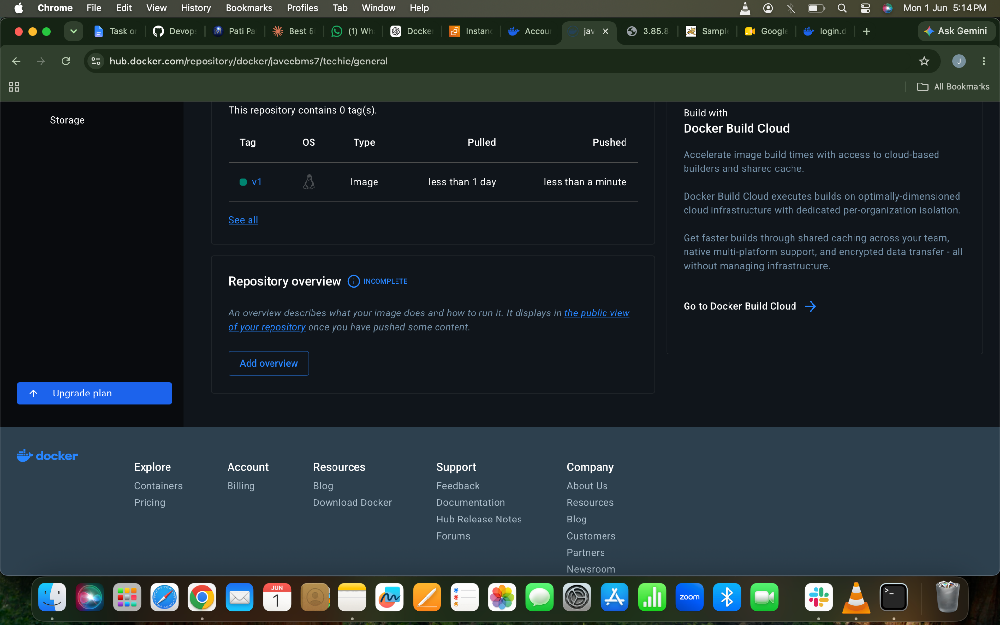 Chrome File Edit View History Bookmarks Profiles Tab Window Help Mon 1 Jun 5:14 PM
Task or Devops Pati Pa Best 5 (1) Wh Docker Instanc Accour jav 3.85.8 Sample Google login.d Ask Gemini
hub.docker.com/repository/docker/javeebms7/techie/general J
All Bookmarks
Storage
This repository contains 0 tag(s).
Tag OS Type Pulled Pushed
v1 Image less than 1 day less than a minute
See all
Repository overview INCOMPLETE
An overview describes what your image does and how to run it. It displays in the public view
of your repository once you have pushed some content.
Add overview
Build with
Docker Build Cloud
Accelerate image build times with access to cloud-based
builders and shared cache.
Docker Build Cloud executes builds on optimally-dimensioned
cloud infrastructure with dedicated per-organization isolation.
Get faster builds through shared caching across your team,
native multi-platform support, and encrypted data transfer - all
without managing infrastructure.
Go to Docker Build Cloud
Upgrade plan
docker
Explore
Containers
Pricing
Account
Billing
Resources
Blog
Download Docker
Support
Feedback
Documentation
Hub Release Notes
Forums
Company
About Us
Resources
Blog
Customers
Partners
Newsroom
JUN
1
zoom